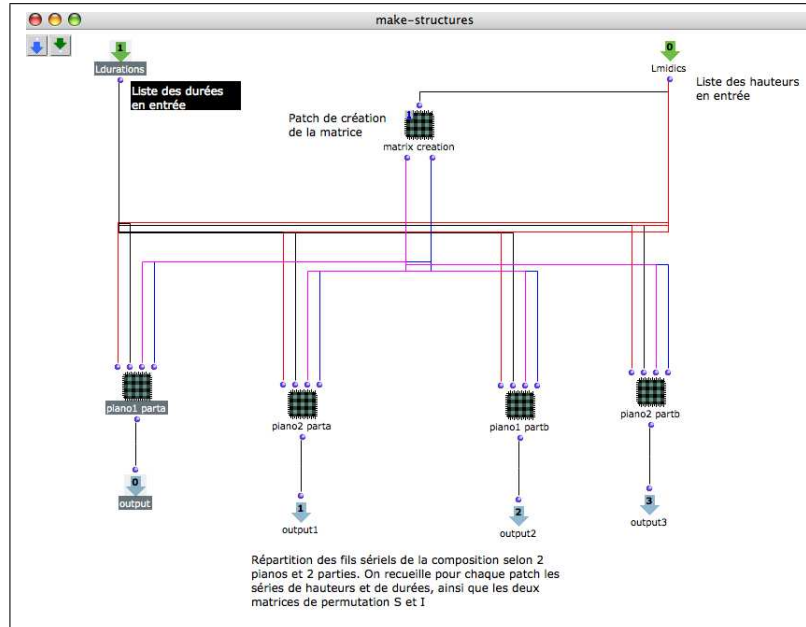 make-structures
1
0
Ldurations
Lmidics
Liste des durées
en entrée
Liste des hauteurs
en entrée
Patch de création
de la matrice
1
matrix creation
piano1 parta
piano2 parta
piano1 partb
piano2 partb
0
output
1
output1
2
output2
3
output3
Répartition des fils sériels de la composition selon 2
pianos et 2 parties. On recueille pour chaque patch les
séries de hauteurs et de durées, ainsi que les deux
matrices de permutation S et I